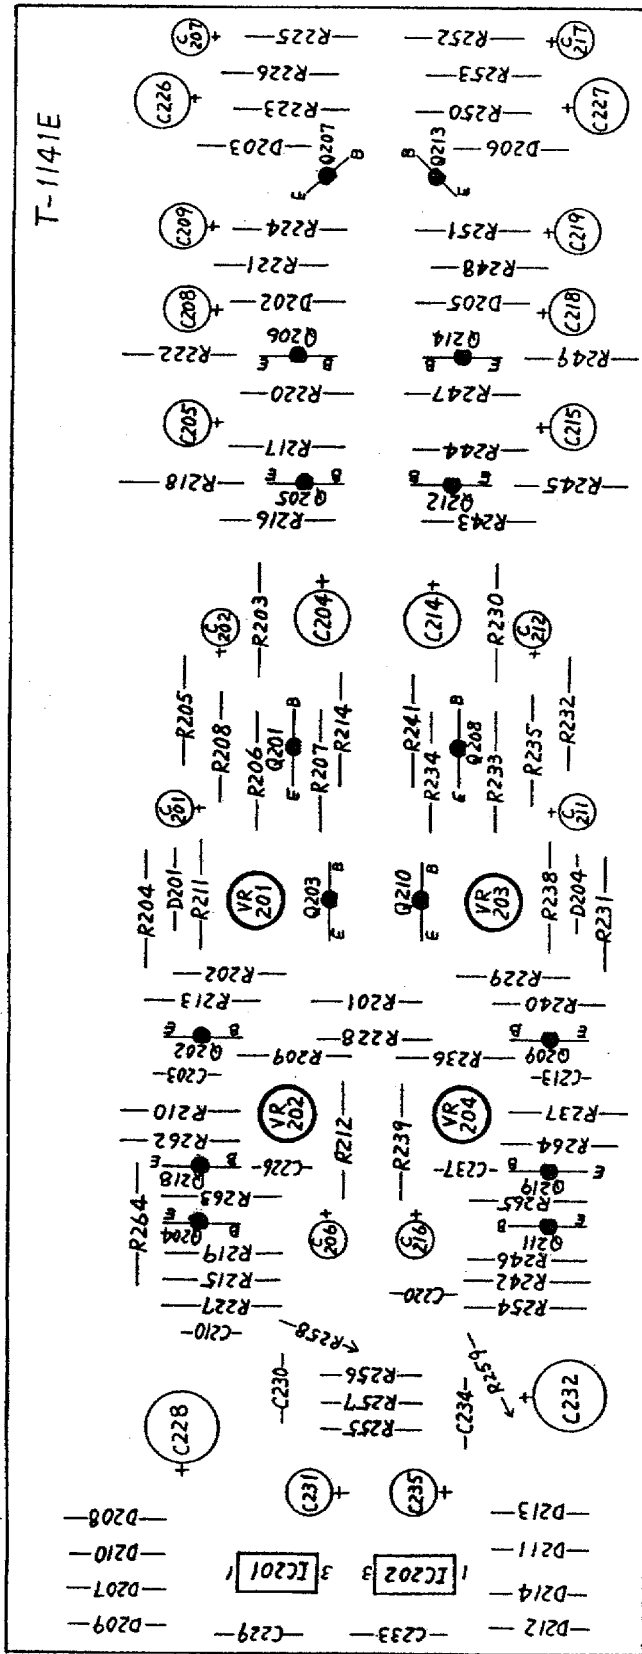 T-1141E
C207 + R225 R252 + C217
R226 R253
C226 + R223 R250 + C227
D203 Q207 B E B Q213 E D206
C209 + R224 R251 + C219
R221 R248
C208 + D202 D205 + C218
R222 E Q206 B B Q214 E R249
R220 R247
C205 + R217 R244 + C215
R218 E Q205 B B Q212 E R245
R216 R243
C202 + R203 C204 + C214 + R230 C212 +
R205 R208 R206 Q201 B E R207 R214 R241 R234 B Q208 E R233 R235 R232
C201 + C211 +
R204 D201 R211 VR201 Q203 B E Q210 B E VR203 R238 D204 R231
R202 R229
R213 R201 R240
E Q202 B R228 B Q209 E
C203 R209 R236 C213
R210 VR202 R212 R239 VR204 R237
R262 R264
E Q218 B C226 C237 B Q219 E
R264 R263 R265
E Q204 B C206 + C216 + B Q211 E
R219 R246
R215 C220 R242
R227 R254
C210 R258 R259
C230 R256 C234
C228 + R257 + C232
R255
C231 + C235 +
D208 D213
D210 1 IC201 3 3 IC202 1 D211
D207 D214
D209 C229 C233 D212